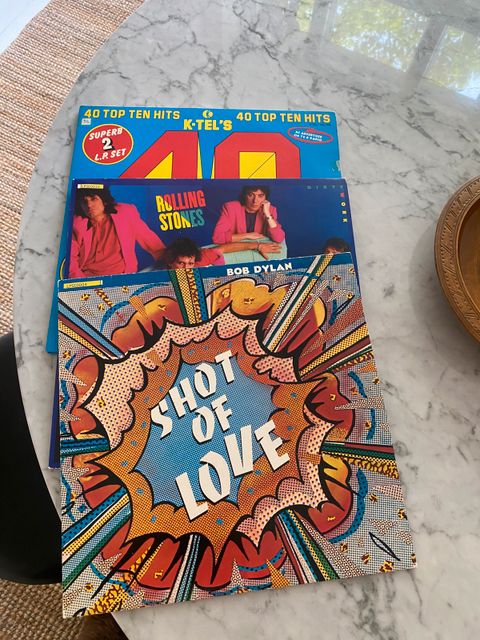 40 TOP TEN HITS
40 TOP TEN HITS
K-TEL'S
SUPERB
2
L.P. SET
40
ROLLING
STONES
DIRTY
WORK
BOB DYLAN
SHOT
OF
LOVE